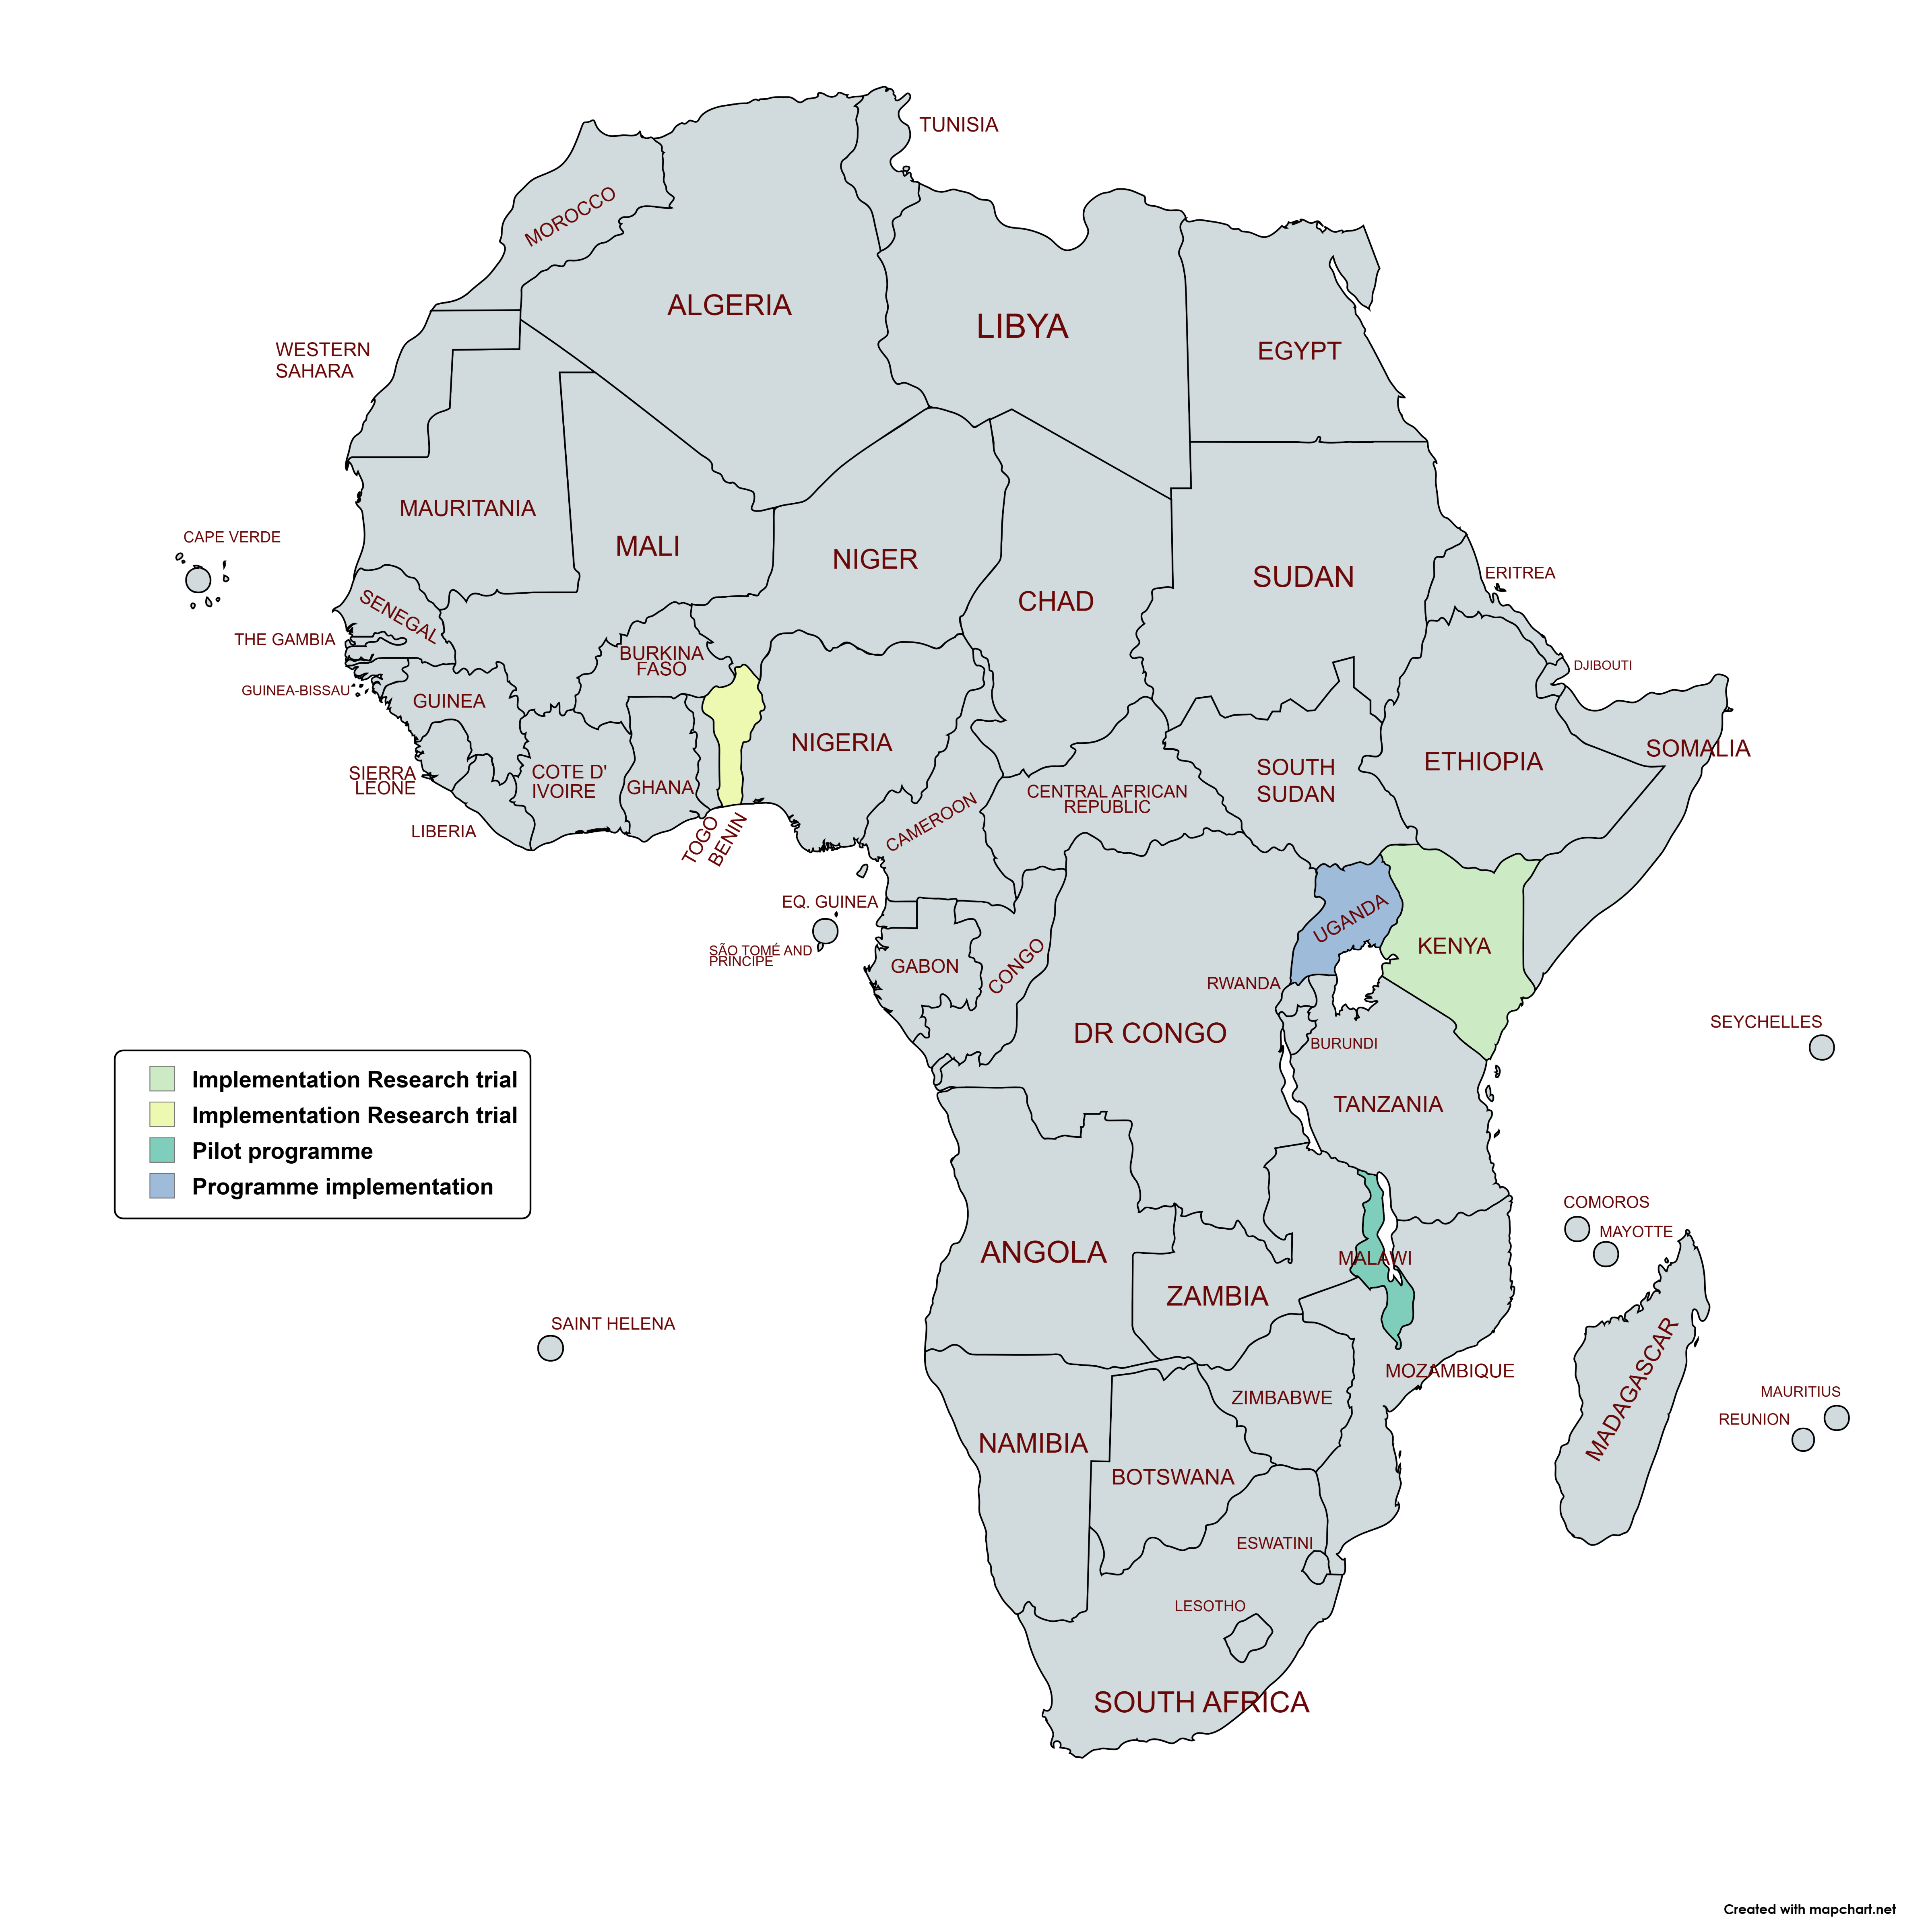 TUNISIA
MOROCCO
ALGERIA
LIBYA
EGYPT
WESTERN
SAHARA
MAURITANIA
MALI
NIGER
CHAD
SUDAN
ERITREA
CAPE VERDE
SENEGAL
THE GAMBIA
GUINEA-BISSAU
GUINEA
BURKINA
FASO
DJIBOUTI
NIGERIA
SOMALIA
ETHIOPIA
SOUTH
SUDAN
SIERRA
LEONE
COTE D'
IVOIRE
GHANA
CENTRAL AFRICAN
REPUBLIC
CAMEROON
LIBERIA
TOGO
BENIN
EQ. GUINEA
SÃO TOMÉ AND
PRINCIPE
GABON
CONGO
UGANDA
KENYA
RWANDA
DR CONGO
BURUNDI
SEYCHELLES
TANZANIA
Implementation Research trial
Implementation Research trial
Pilot programme
Programme implementation
COMOROS
MAYOTTE
ANGOLA
MALAWI
ZAMBIA
SAINT HELENA
MOZAMBIQUE
MADAGASCAR
MAURITIUS
REUNION
ZIMBABWE
NAMIBIA
BOTSWANA
ESWATINI
LESOTHO
SOUTH AFRICA
Created with mapchart.net